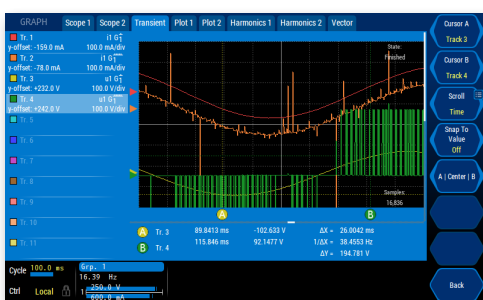 GRAPH Scope 1 Scope 2 Transient Plot 1 Plot 2 Harmonics 1 Harmonics 2 Vector
Tr. 1 i1 G1
y-offset: -159.0 mA 100.0 mA/div
Tr. 2 i1 G1
y-offset: -78.0 mA 100.0 mA/div
Tr. 3 u1 G1
y-offset: +232.0 V 100.0 V/div
Tr. 4 u1 G1
y-offset: +242.0 V 100.0 V/div
Tr. 5
Tr. 6
Tr. 7
Tr. 8
Tr. 9
Tr. 10
Tr. 11
State:
Finished
Samples:
16,836
A B
A Tr. 3 89.8413 ms -102.633 V ΔX = 26.0042 ms
B Tr. 4 115.846 ms 92.1477 V 1/ΔX = 38.4553 Hz
ΔY = 194.781 V
Cursor A
Track 3
Cursor B
Track 4
Scroll
Time
Snap To
Value
Off
A | Center | B
Back
Cycle 100.0 ms Grp. 1
16.39 Hz
Ctrl Local 1 250.0 V
600.0 mA